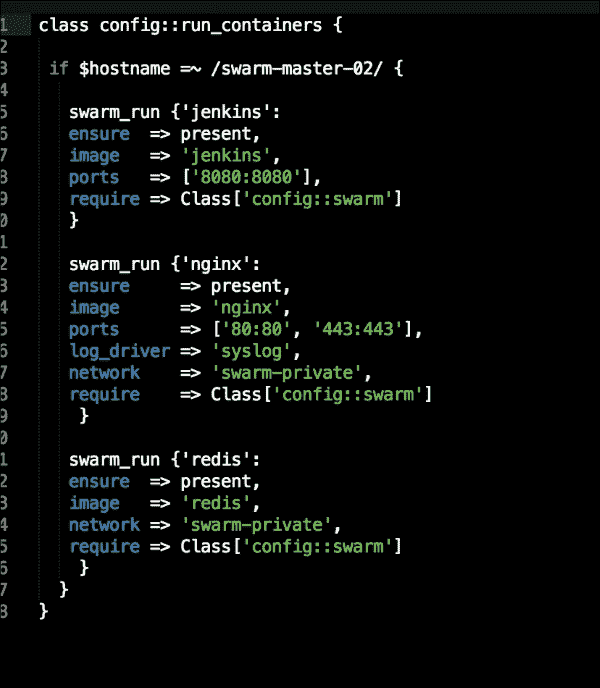 1 class config::run_containers {
2
3 if $hostname =~ /swarm-master-02/ {
4
5 swarm_run {'jenkins':
6 ensure => present,
7 image => 'jenkins',
8 ports => ['8080:8080'],
9 require => Class['config::swarm']
0 }
1
2 swarm_run {'nginx':
3 ensure => present,
4 image => 'nginx',
5 ports => ['80:80', '443:443'],
6 log_driver => 'syslog',
7 network => 'swarm-private',
8 require => Class['config::swarm']
9 }
0
1 swarm_run {'redis':
2 ensure => present,
3 image => 'redis',
4 network => 'swarm-private',
5 require => Class['config::swarm']
6 }
7 }
8 }